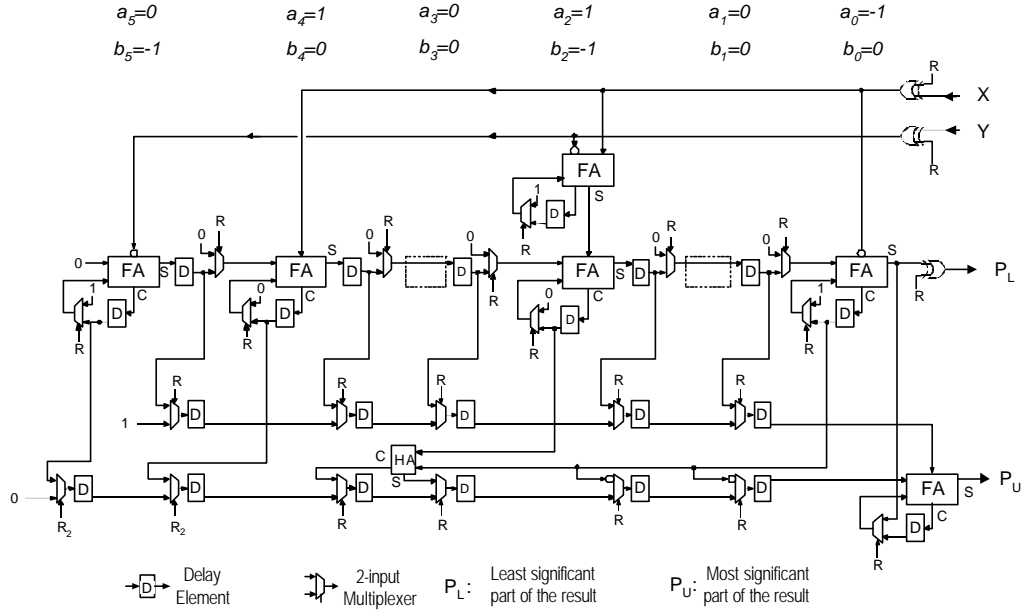 a5=0 a4=1 a3=0 a2=1 a1=0 a0=-1
b5=-1 b4=0 b3=0 b2=-1 b1=0 b0=0
R
X
Y
R
FA
S
1
D
R
R R R R R
0 0 0 0 0
0 FA S D FA S D D FA S D D FA S PL
R
C C C C
1 D 0 D 0 D 1 D
R R R R R
R R R R R
1 D D D D D
C HA
S
0 D D D D D D FA S PU
R2 R2 R R R R
C
D
R
D Delay Element
2-input Multiplexer
PL: Least significant part of the result
PU: Most significant part of the result